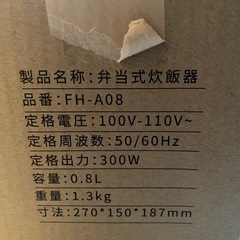 製品名称:弁当式炊飯器
品番:FH-A08
定格電圧:100V-110V~
定格周波数:50/60Hz
定格出力:300W
容量:0.8L
重量:1.3kg
寸法:270*150*187mm